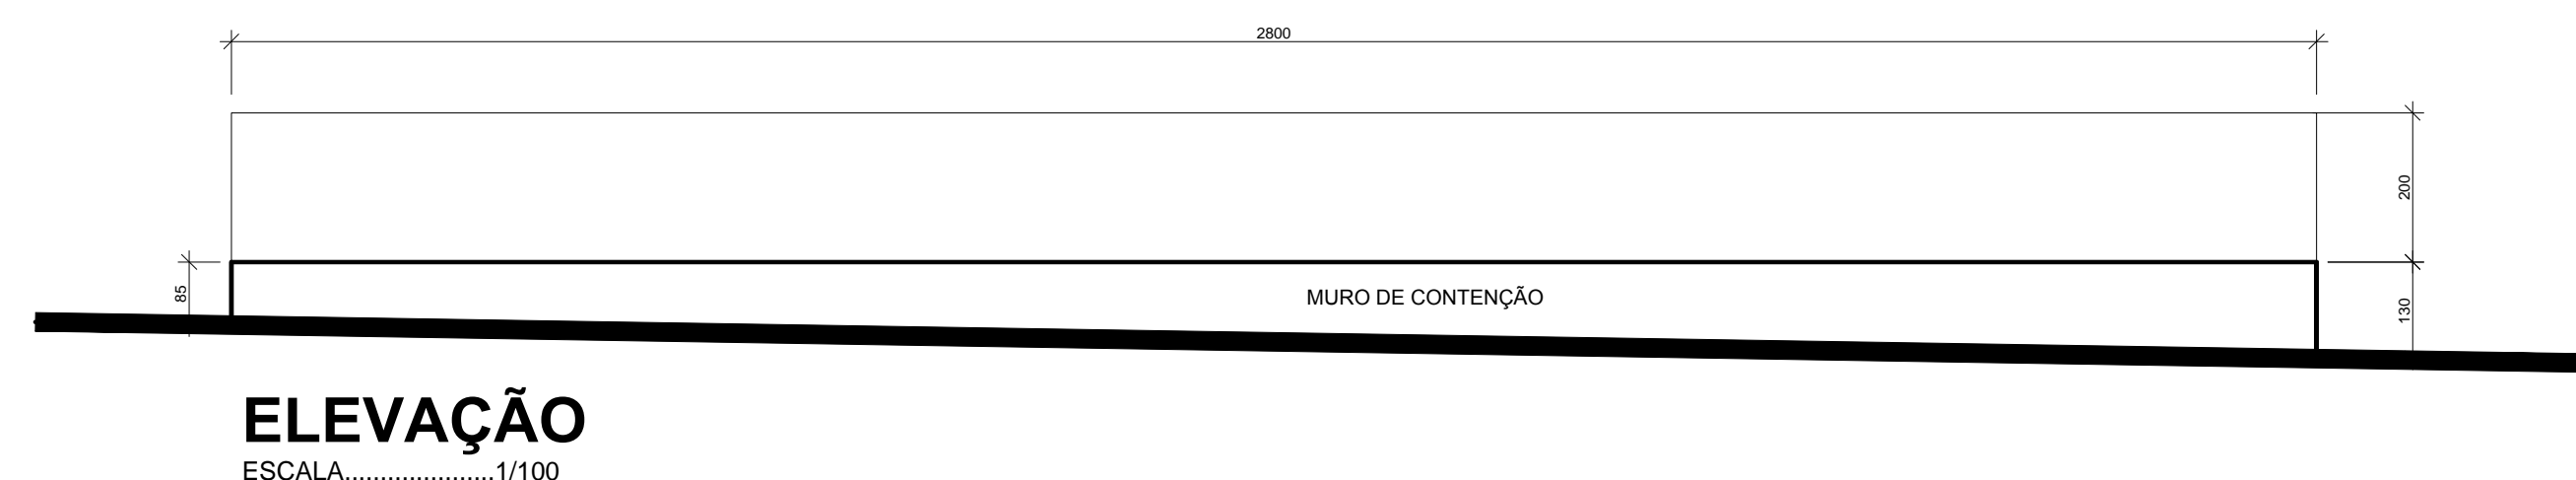 2800
200
85
MURO DE CONTENÇÃO
130
ELEVAÇÃO
ESCALA.....................1/100